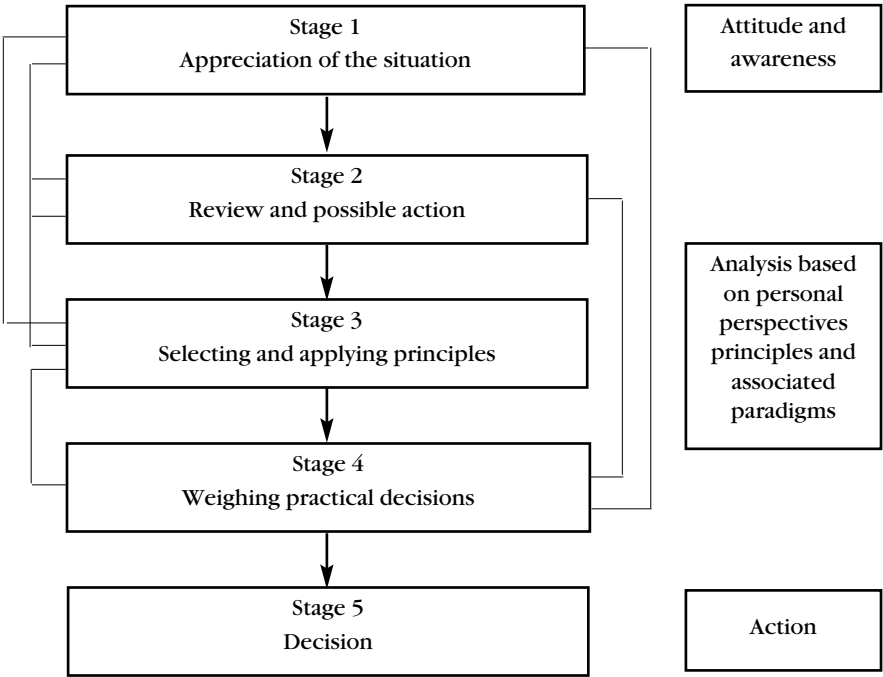 Stage 1
Appreciation of the situation
Attitude and
awareness
Stage 2
Review and possible action
Stage 3
Selecting and applying principles
Analysis based
on personal
perspectives
principles and
associated
paradigms
Stage 4
Weighing practical decisions
Stage 5
Decision
Action